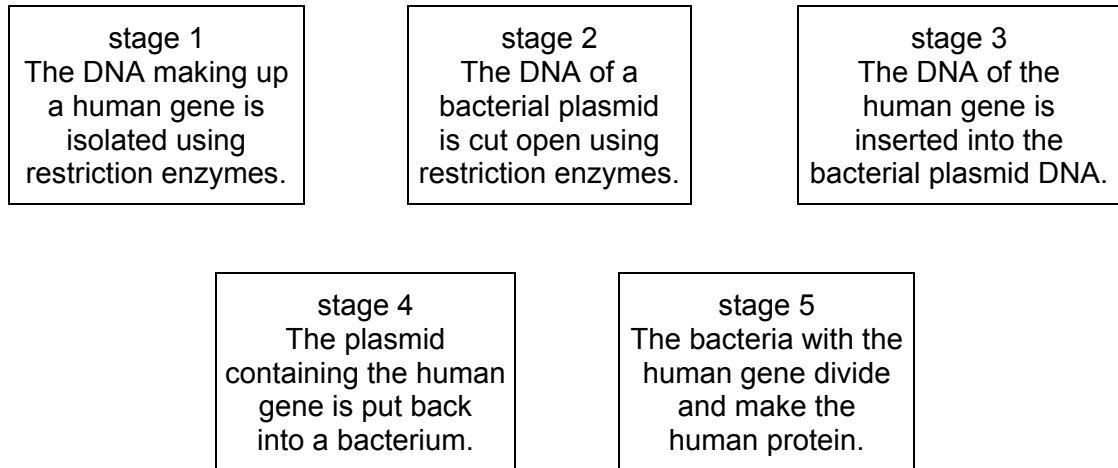 stage 1
The DNA making up
a human gene is
isolated using
restriction enzymes.
stage 2
The DNA of a
bacterial plasmid
is cut open using
restriction enzymes.
stage 3
The DNA of the
human gene is
inserted into the
bacterial plasmid DNA.
stage 4
The plasmid
containing the human
gene is put back
into a bacterium.
stage 5
The bacteria with the
human gene divide
and make the
human protein.